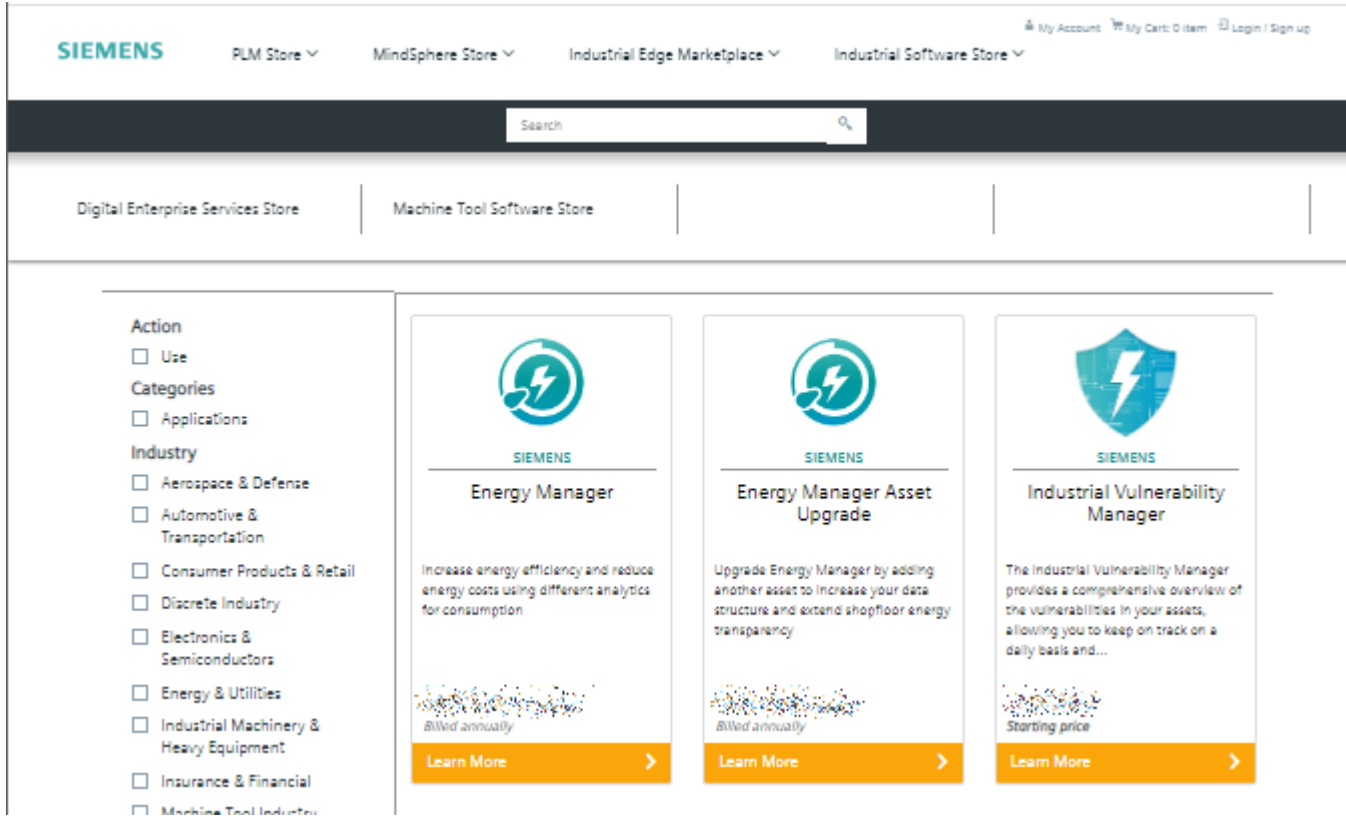 My Account My Cart: 0 item Login / Sign up
SIEMENS PLM Store MindSphere Store Industrial Edge Marketplace Industrial Software Store
Search
Digital Enterprise Services Store Machine Tool Software Store
Action
Use
Categories
Applications
Industry
Aerospace & Defense
Automotive &
Transportation
Consumer Products & Retail
Discrete Industry
Electronics &
Semiconductors
Energy & Utilities
Industrial Machinery &
Heavy Equipment
Insurance & Financial
Machine Tool Industry
SIEMENS
Energy Manager
Increase energy efficiency and reduce
energy costs using different analytics
for consumption
Billed annually
Learn More
SIEMENS
Energy Manager Asset
Upgrade
Upgrade Energy Manager by adding
another asset to increase your data
structure and extend shopfloor energy
transparency
Billed annually
Learn More
SIEMENS
Industrial Vulnerability
Manager
The Industrial Vulnerability Manager
provides a comprehensive overview of
the vulnerabilities in your assets,
allowing you to keep on track on a
daily basis and...
Starting price
Learn More